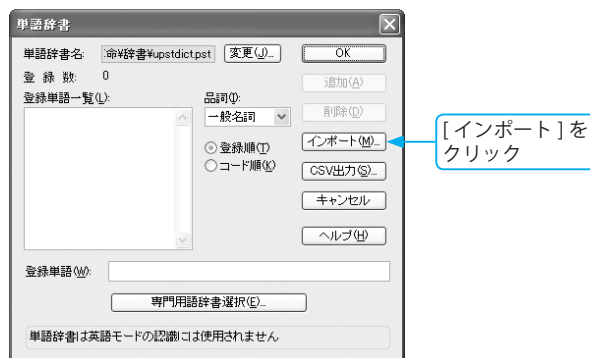 単語辞書
単語辞書名: 命¥辞書¥upstdict.pst 変更(J)... OK
登 録 数: 0 追加(A)
登録単語一覧(L): 品詞(I): 削除(D)
一般名詞
登録順(T) インポート(M)... [インポート]を
コード順(K) クリック
CSV出力(S)...
キャンセル
ヘルプ(H)
登録単語(W):
専門用語辞書選択(E)...
単語辞書は英語モードの認識には使用されません